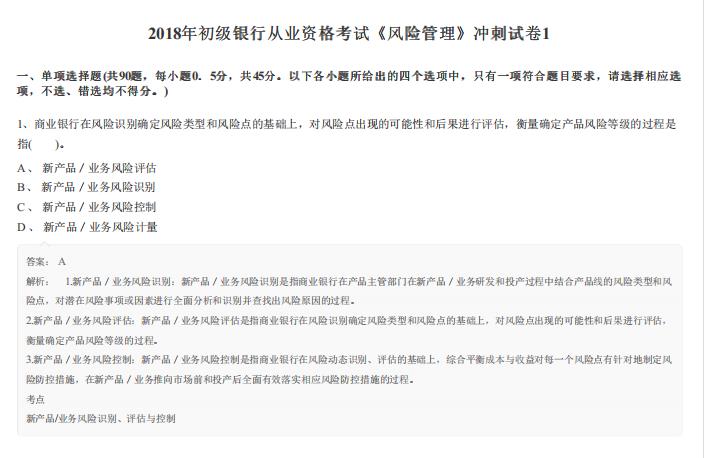 2018年初级银行从业资格考试《风险管理》冲刺试卷1
一、单项选择题(共90题，每小题0．5分，共45分。以下各小题所给出的四个选项中，只有一项符合题目要求，请选择相应选
项，不选、错选均不得分。)
1、商业银行在风险识别确定风险类型和风险点的基础上，对风险点出现的可能性和后果进行评估，衡量确定产品风险等级的过程是
指(　　)。
A、 新产品／业务风险评估
B、 新产品／业务风险识别
C、 新产品／业务风险控制
D、 新产品／业务风险计量
答案： A
解析： 1.新产品／业务风险识别：新产品／业务风险识别是指商业银行在产品主管部门在新产品／业务研发和投产过程中结合产品线的风险类型和风
险点，对潜在风险事项或因素进行全面分析和识别并查找出风险原因的过程。
2.新产品／业务风险评估：新产品／业务风险评估是指商业银行在风险识别确定风险类型和风险点的基础上，对风险点出现的可能性和后果进行评估，
衡量确定产品风险等级的过程。
3.新产品／业务风险控制：新产品／业务风险控制是指商业银行在风险动态识别、评估的基础上，综合平衡成本与收益对每一个风险点有针对地制定风
险防控措施，在新产品／业务推向市场前和投产后全面有效落实相应风险防控措施的过程。
考点
新产品/业务风险识别、评估与控制